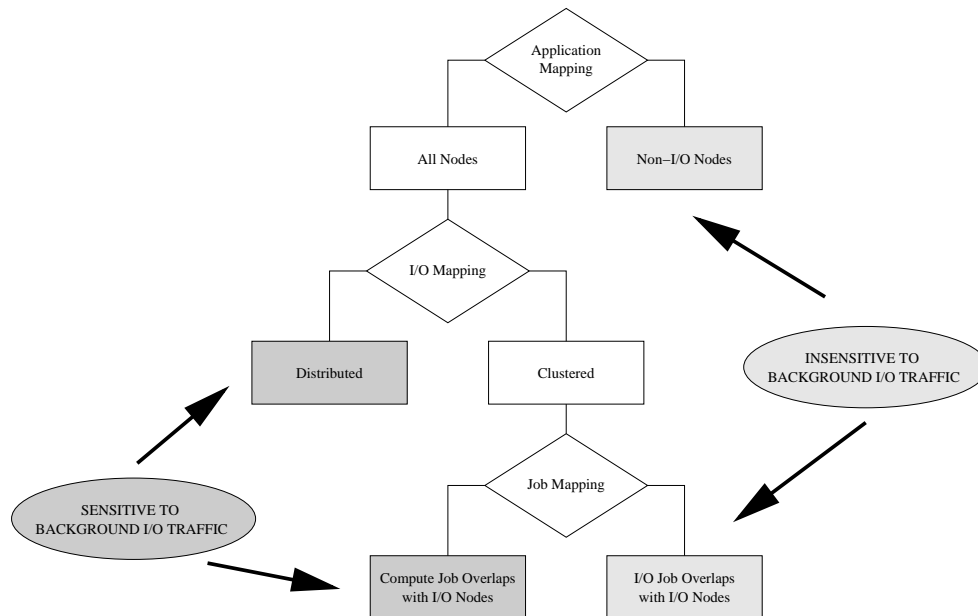 Application
Mapping
All Nodes
Non–I/O Nodes
I/O Mapping
Distributed
Clustered
INSENSITIVE TO
BACKGROUND I/O TRAFFIC
Job Mapping
SENSITIVE TO
BACKGROUND I/O TRAFFIC
Compute Job Overlaps
with I/O Nodes
I/O Job Overlaps
with I/O Nodes